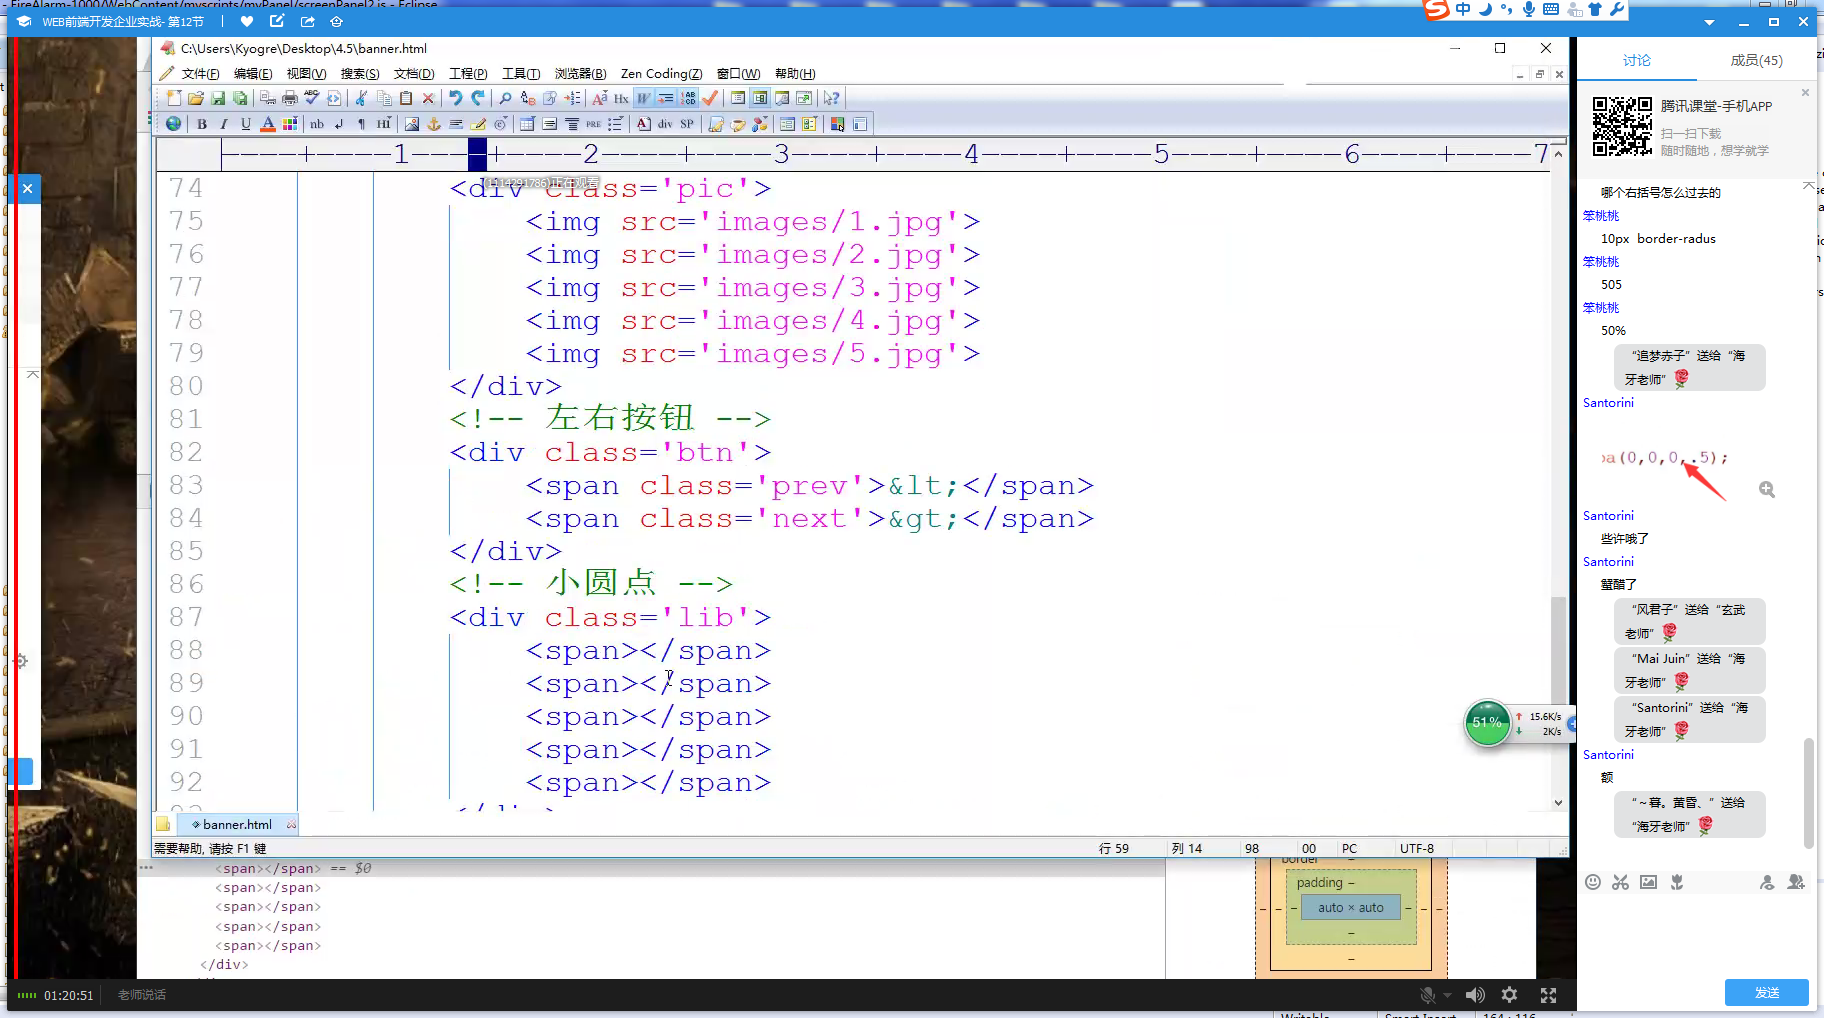 - FireAlarm-1000/WebContent/myscripts/myPanel/screenPanel2.js - Eclipse
WEB前端开发企业实战- 第12节
中
C:\Users\Kyogre\Desktop\4.5\banner.html
文件(F) 编辑(E) 视图(V) 搜索(S) 文档(D) 工程(P) 工具(T) 浏览器(B) Zen Coding(Z) 窗口(W) 帮助(H)
B I U A nb ¶ HI PRE A div SP
----+----1----+----2----+----3----+----4----+----5----+----6----+----7
(1114291786)正在观看
74 <div class='pic'>
75 <img src='images/1.jpg'>
76 <img src='images/2.jpg'>
77 <img src='images/3.jpg'>
78 <img src='images/4.jpg'>
79 <img src='images/5.jpg'>
80 </div>
81 <!-- 左右按钮 -->
82 <div class='btn'>
83 <span class='prev'>&lt;</span>
84 <span class='next'>&gt;</span>
85 </div>
86 <!-- 小圆点 -->
87 <div class='lib'>
88 <span></span>
89 <span></span>
90 <span></span>
91 <span></span>
92 <span></span>
banner.html
需要帮助, 请按 F1 键
行 59 列 14 98 00 PC UTF-8
<span></span> == $0
<span></span>
<span></span>
<span></span>
<span></span>
</div>
border
padding
auto × auto
51%
15.6K/s
2K/s
01:20:51
老师说话
讨论 成员(45)
腾讯课堂-手机APP
扫一扫下载
随时随地，想学就学
哪个右括号怎么过去的
笨桃桃
10px border-radus
笨桃桃
505
笨桃桃
50%
“追梦赤子”送给“海
牙老师”
Santorini
(0,0,0,.5);
Santorini
些许哦了
Santorini
蟹醋了
“风君子”送给“玄武
老师”
“Mai Juin”送给“海
牙老师”
“Santorini”送给“海
牙老师”
Santorini
额
“～暮。黄昏、”送给
“海牙老师”
发送
Writable Smart Insert 164 : 116